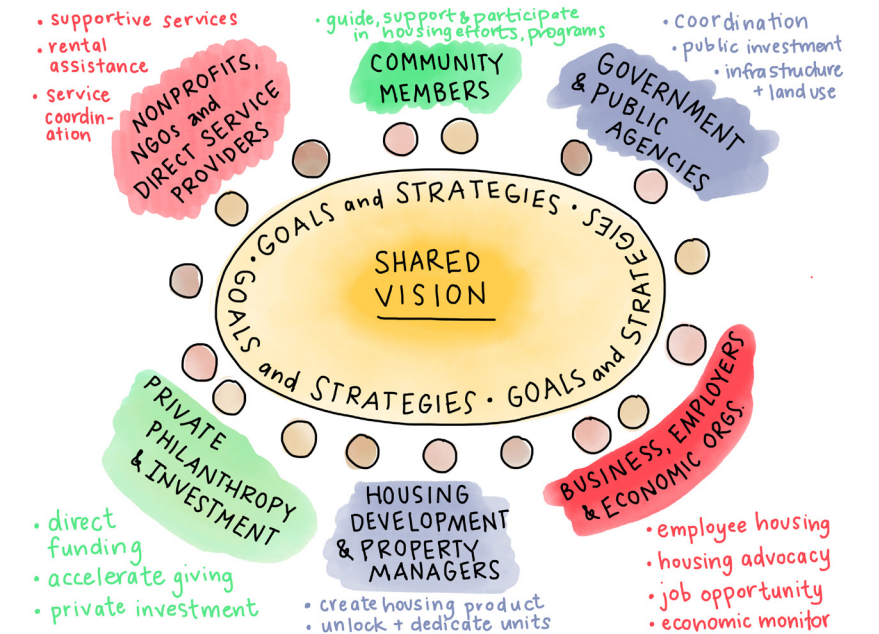 • supportive services
• rental
assistance
• service
coordin-
ation
NONPROFITS,
NGOs and
DIRECT SERVICE
PROVIDERS
• guide, support & participate
in housing efforts, programs
COMMUNITY
MEMBERS
• coordination
• public investment
• infrastructure
+ land use
GOVERNMENT
& PUBLIC
AGENCIES
• GOALS and STRATEGIES • GOALS and STRATEGIES • GOALS and STRATEGIES
SHARED
VISION
PRIVATE
PHILANTHROPY
& INVESTMENT
• direct
funding
• accelerate giving
• private investment
HOUSING
DEVELOPMENT
& PROPERTY
MANAGERS
• create housing product
• unlock + dedicate units
BUSINESS, EMPLOYERS
& ECONOMIC ORGS.
• employee housing
• housing advocacy
• job opportunity
• economic monitor